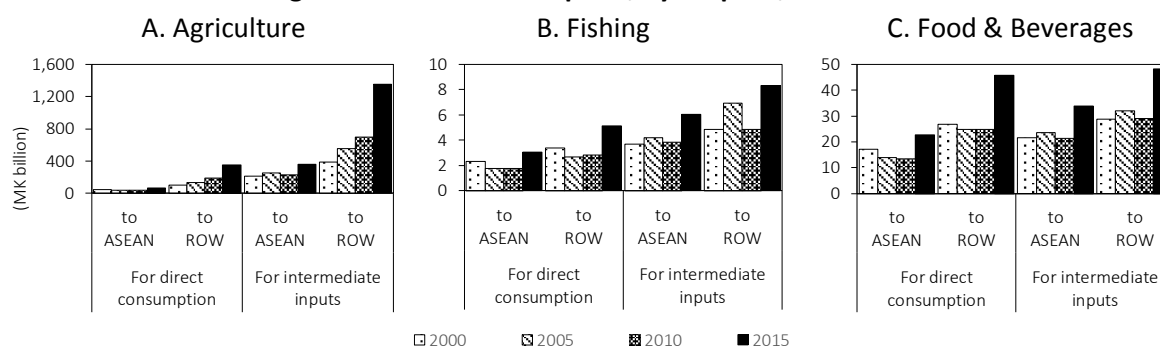 A. Agriculture
B. Fishing
C. Food & Beverages
(MK billion)
1,600
1,200
800
400
0
to ASEAN
to ROW
to ASEAN
to ROW
For direct consumption
For intermediate inputs
10
8
6
4
2
0
to ASEAN
to ROW
to ASEAN
to ROW
For direct consumption
For intermediate inputs
50
40
30
20
10
0
to ASEAN
to ROW
to ASEAN
to ROW
For direct consumption
For intermediate inputs
2000
2005
2010
2015